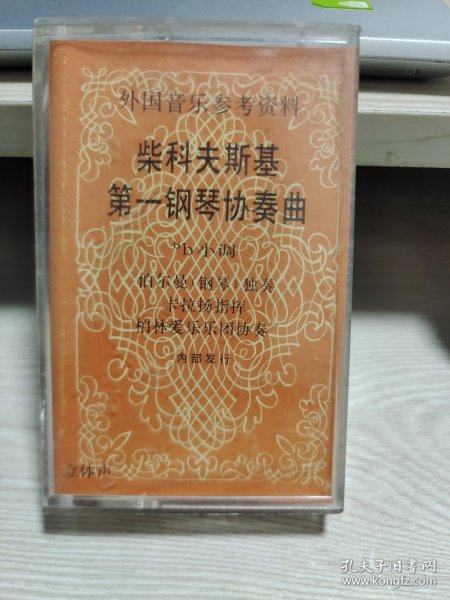 外国音乐参考资料
柴科夫斯基
第一钢琴协奏曲
♭b小调
伯尔曼(钢琴)独奏
卡拉扬指挥
柏林爱乐乐团协奏
内部发行
立体声
孔夫子旧书网
www.kongfz.com